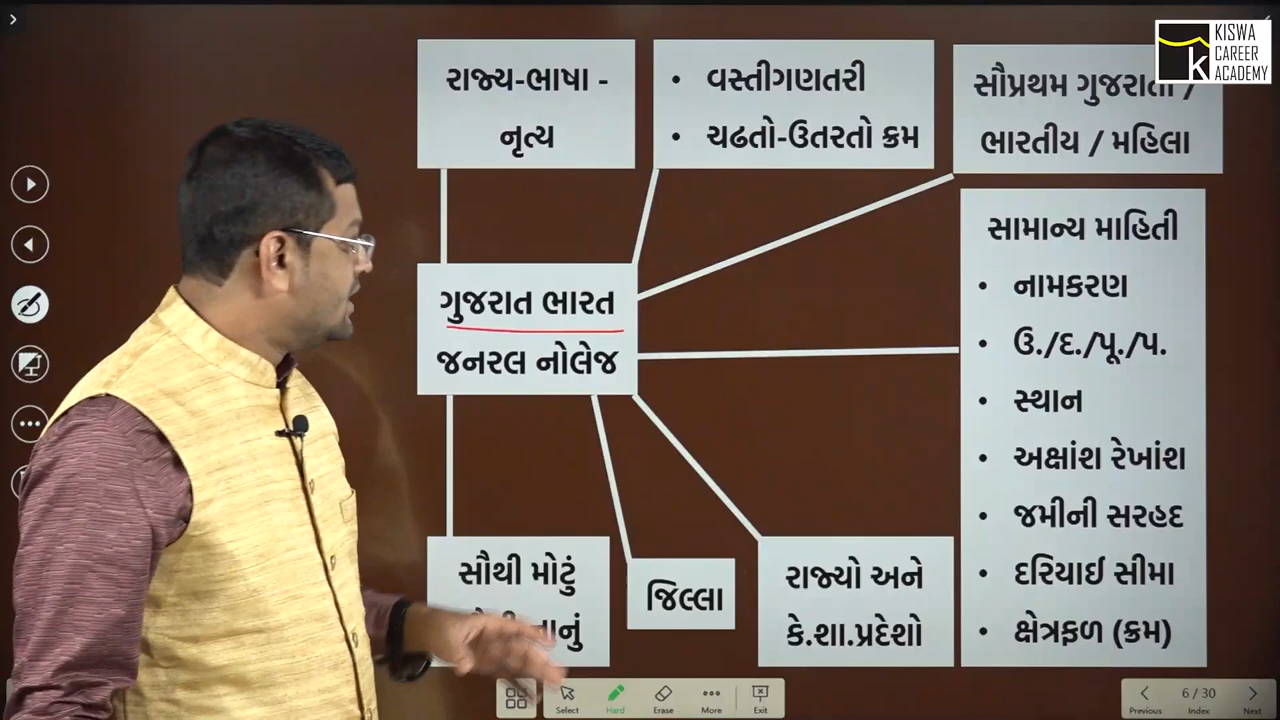 KISWA
CAREER
ACADEMY
રાજ્ય-ભાષા -
નૃત્ય
• વસ્તીગણતરી
• ચઢતો-ઉતરતો ક્રમ
સૌપ્રથમ ગુજરાતી /
ભારતીય / મહિલા
ગુજરાત ભારત
જનરલ નોલેજ
સામાન્ય માહિતી
• નામકરણ
• ઉ./દ./પૂ./પ.
• સ્થાન
• અક્ષાંશ રેખાંશ
• જમીની સરહદ
• દરિયાઈ સીમા
• ક્ષેત્રફળ (ક્રમ)
સૌથી મોટું
જિલ્લા
રાજ્યો અને
કે.શા.પ્રદેશો
Select
Hard
Erase
More
Exit
Previous
6 / 30
Index
Next